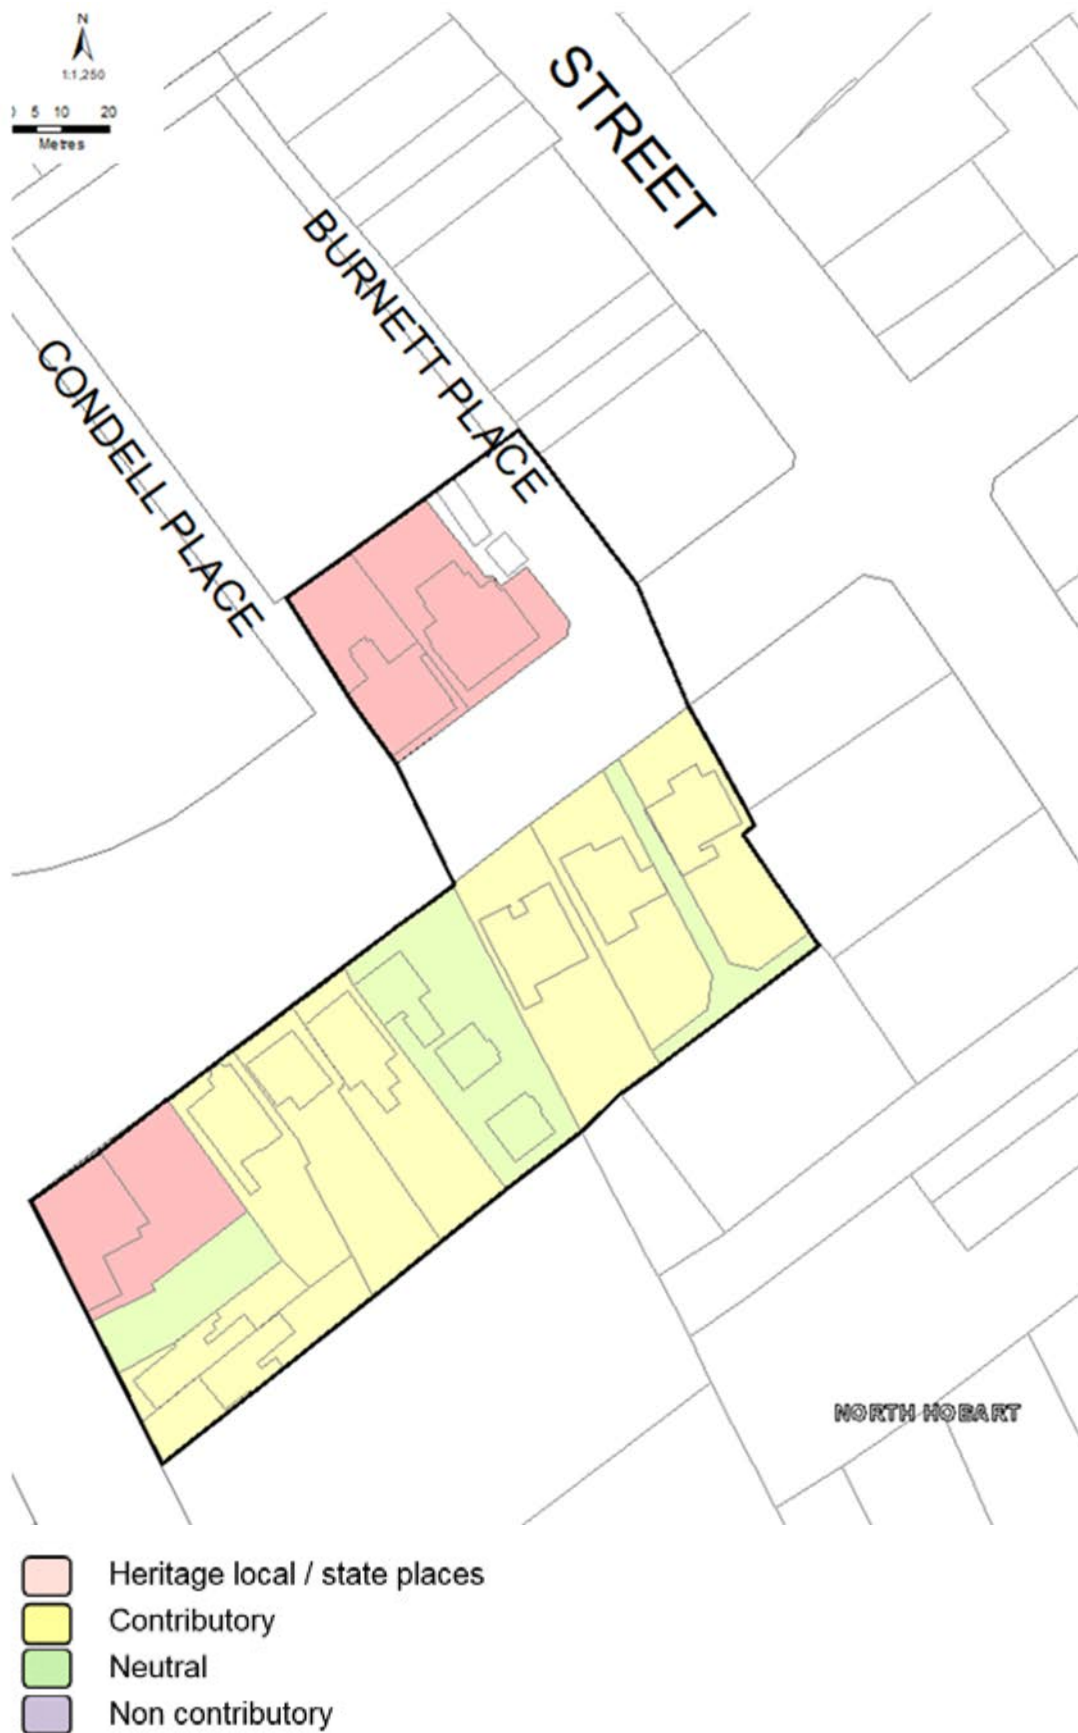 N
1:1,250
0 5 10 20
Metres
STREET
BURNETT PLACE
CONDELL PLACE
NORTH HOBART
Heritage local / state places
Contributory
Neutral
Non contributory